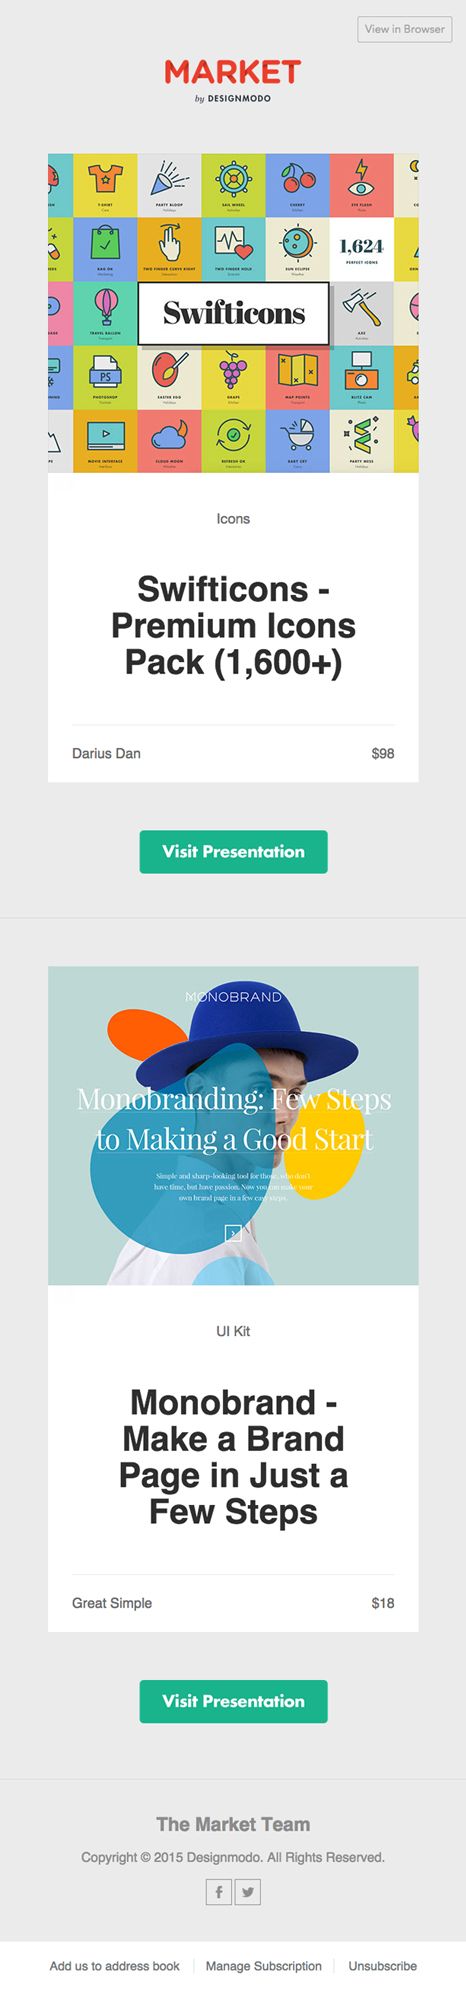 View in Browser
MARKET
by DESIGNMODO
T-SHIRT
PARTY BLOOP
Holidays
SAIL WHEEL
CHERRY
EYE FLASH
BAG OK
TWO FINGER CURVE RIGHT
TWO FINGER HOLD
SUN ECLIPSE
1,624
PERFECT ICONS
TRAVEL BALLON
Swifticons
AXE
PHOTOSHOP
PS
EASTER EGG
Holidays
GRAPE
MAP POINTS
BLITZ CAM
MOVIE INTERFACE
CLOUD MOON
REFRESH OK
BABY CRY
PARTY MESS
Icons
Swifticons -
Premium Icons
Pack (1,600+)
Darius Dan
$98
Visit Presentation
MONOBRAND
Monobranding: Few Steps
to Making a Good Start
Simple and sharp-looking tool for those, who don't
have time, but have passion. Now you can make your
own brand page in a few easy steps.
UI Kit
Monobrand -
Make a Brand
Page in Just a
Few Steps
Great Simple
$18
Visit Presentation
The Market Team
Copyright © 2015 Designmodo. All Rights Reserved.
Add us to address book
Manage Subscription
Unsubscribe